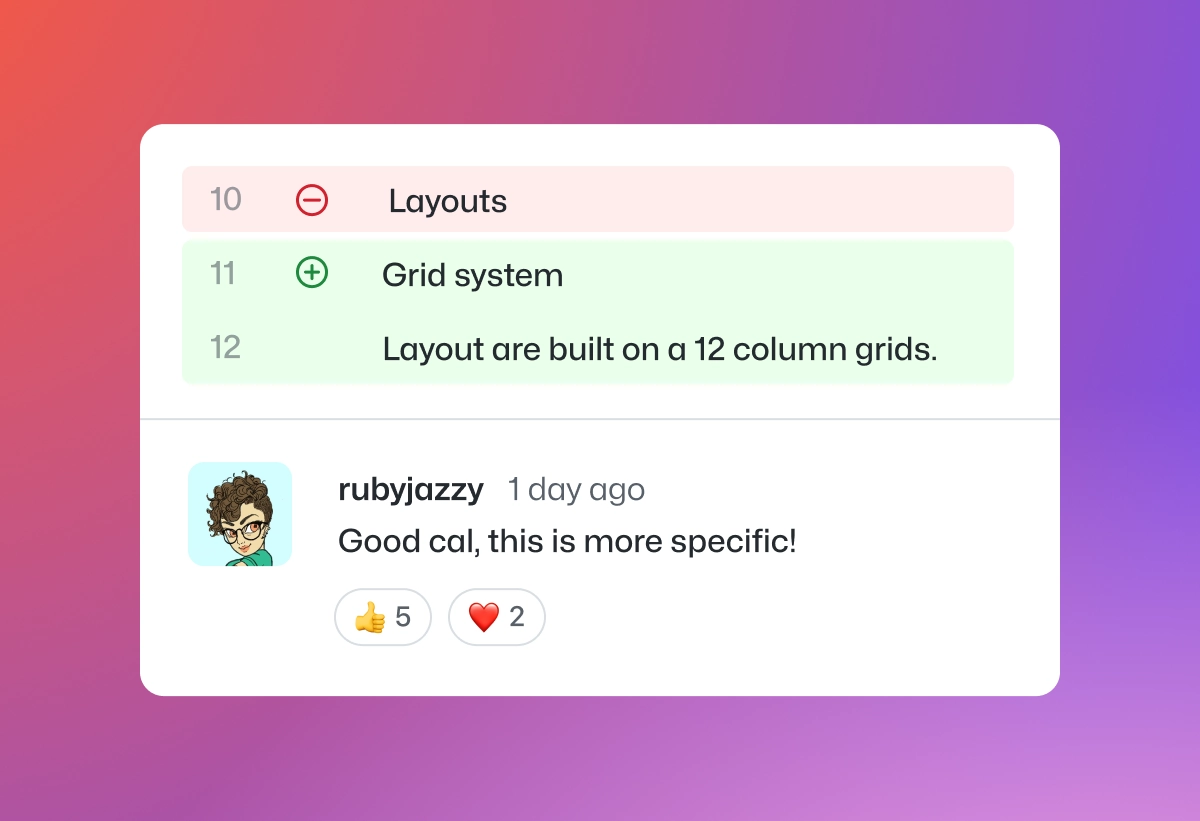 10 Layouts
11 Grid system
12 Layout are built on a 12 column grids.
rubyjazzy 1 day ago
Good cal, this is more specific!
👍 5 ❤️ 2